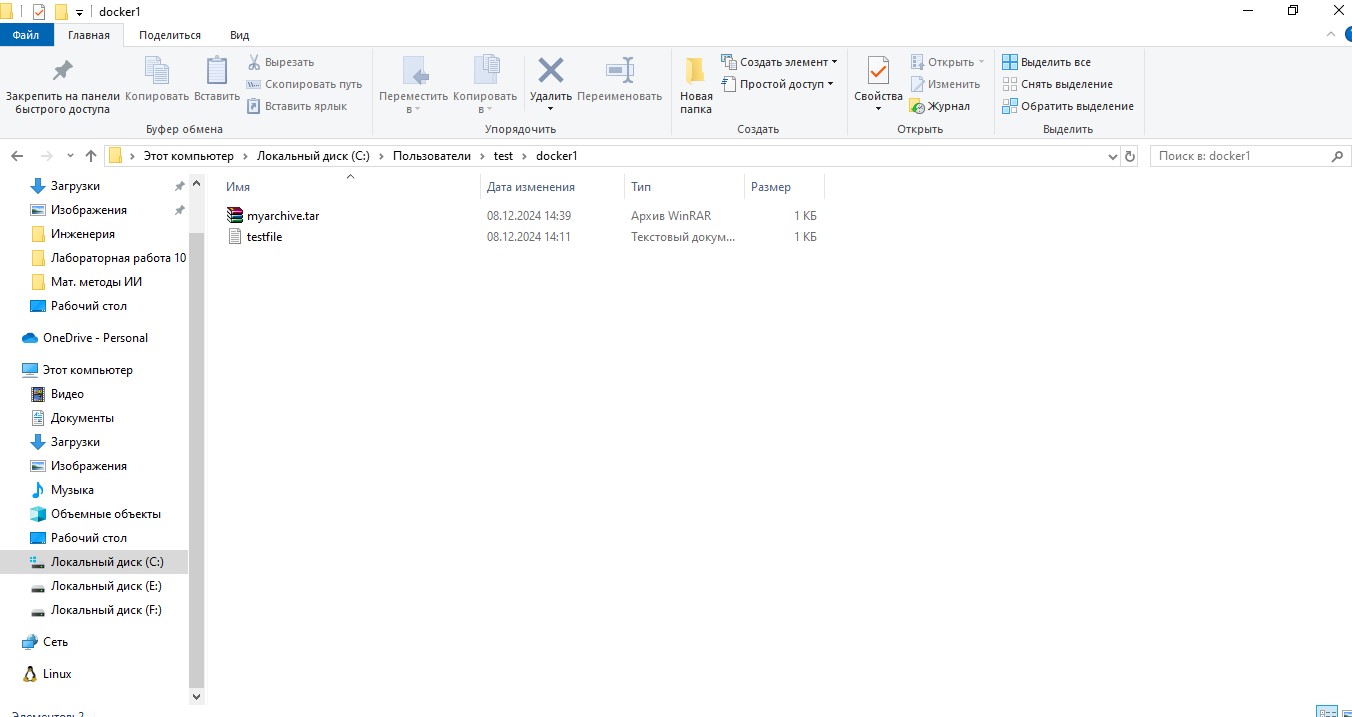 docker1
Файл Главная Поделиться Вид
Закрепить на панели быстрого доступа
Копировать
Вставить
Вырезать
Скопировать путь
Вставить ярлык
Буфер обмена
Переместить в
Копировать в
Удалить
Переименовать
Упорядочить
Новая папка
Создать элемент
Простой доступ
Создать
Свойства
Открыть
Изменить
Журнал
Открыть
Выделить все
Снять выделение
Обратить выделение
Выделить
Этот компьютер > Локальный диск (C:) > Пользователи > test > docker1
Поиск в: docker1
Загрузки
Изображения
Инженерия
Лабораторная работа 10
Мат. методы ИИ
Рабочий стол
OneDrive - Personal
Этот компьютер
Видео
Документы
Загрузки
Изображения
Музыка
Объемные объекты
Рабочий стол
Локальный диск (C:)
Локальный диск (E:)
Локальный диск (F:)
Сеть
Linux
Имя Дата изменения Тип Размер
myarchive.tar 08.12.2024 14:39 Архив WinRAR 1 КБ
testfile 08.12.2024 14:11 Текстовый докум... 1 КБ
Элементов: 2